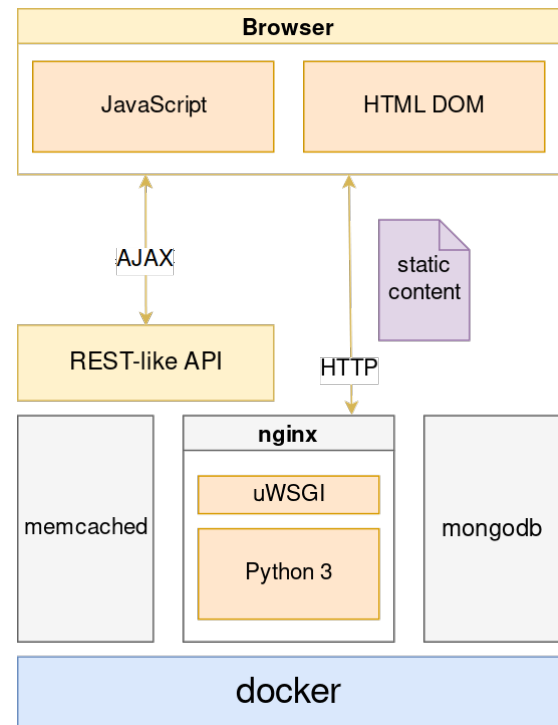 Browser
JavaScript
HTML DOM
AJAX
static
content
REST-like API
HTTP
memcached
nginx
uWSGI
Python 3
mongodb
docker